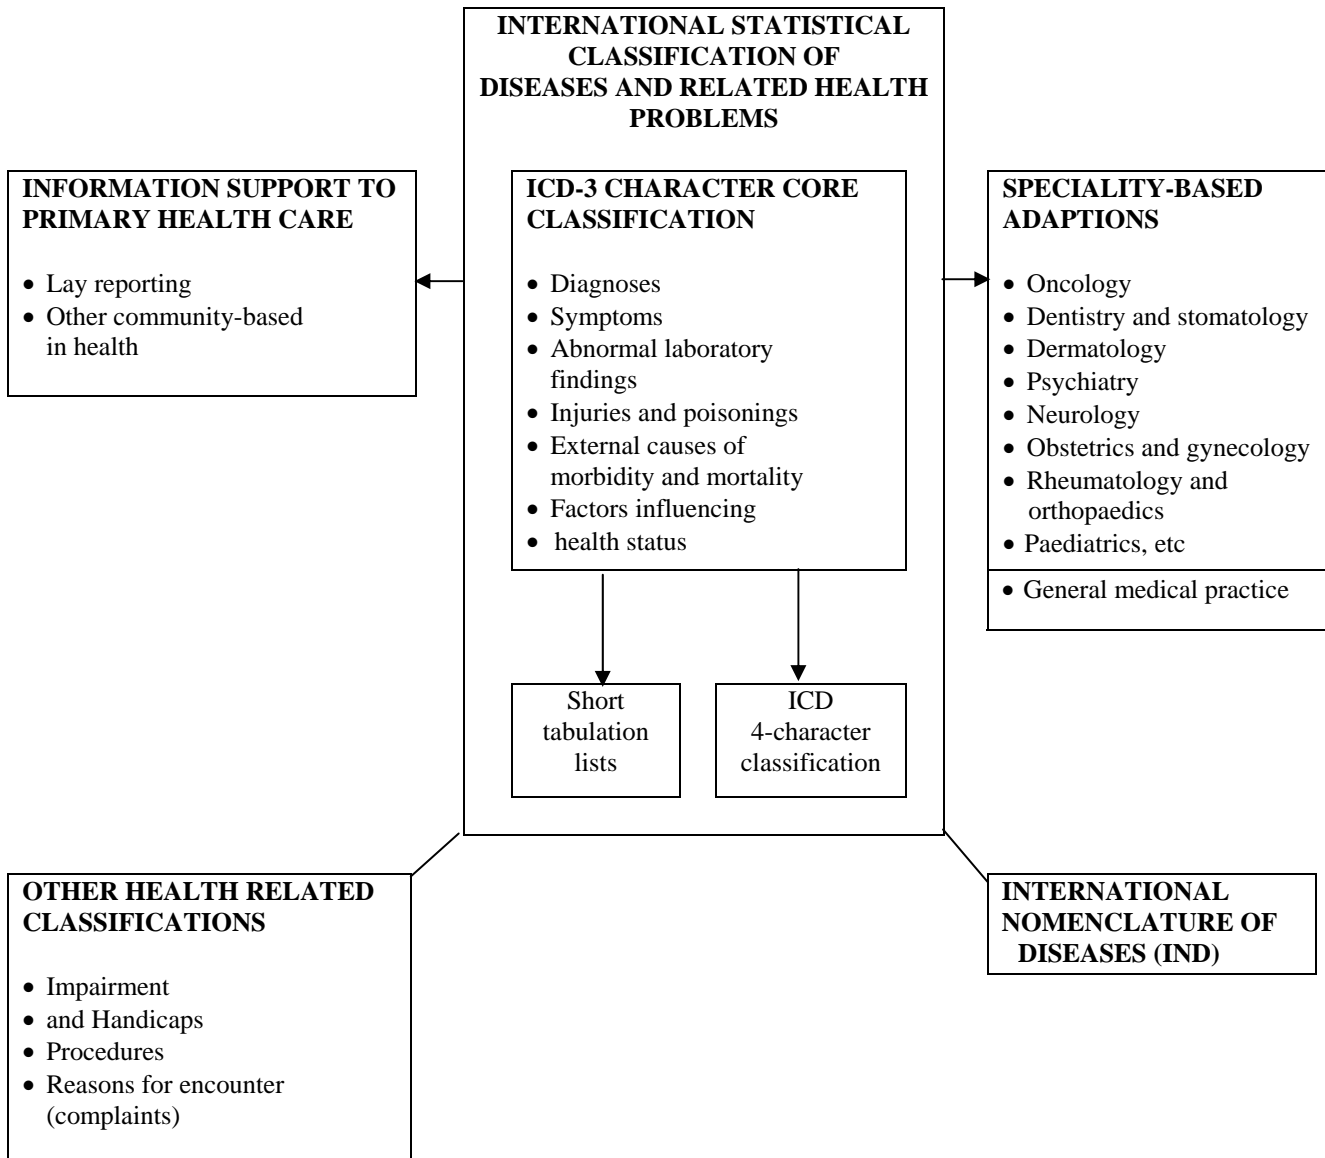 INTERNATIONAL STATISTICAL
CLASSIFICATION OF
DISEASES AND RELATED HEALTH
PROBLEMS
INFORMATION SUPPORT TO
PRIMARY HEALTH CARE
• Lay reporting
• Other community-based
in health
ICD-3 CHARACTER CORE
CLASSIFICATION
• Diagnoses
• Symptoms
• Abnormal laboratory
findings
• Injuries and poisonings
• External causes of
morbidity and mortality
• Factors influencing
• health status
SPECIALITY-BASED
ADAPTIONS
• Oncology
• Dentistry and stomatology
• Dermatology
• Psychiatry
• Neurology
• Obstetrics and gynecology
• Rheumatology and
orthopaedics
• Paediatrics, etc
• General medical practice
Short
tabulation
lists
ICD
4-character
classification
OTHER HEALTH RELATED
CLASSIFICATIONS
• Impairment
• and Handicaps
• Procedures
• Reasons for encounter
(complaints)
INTERNATIONAL
NOMENCLATURE OF
DISEASES (IND)